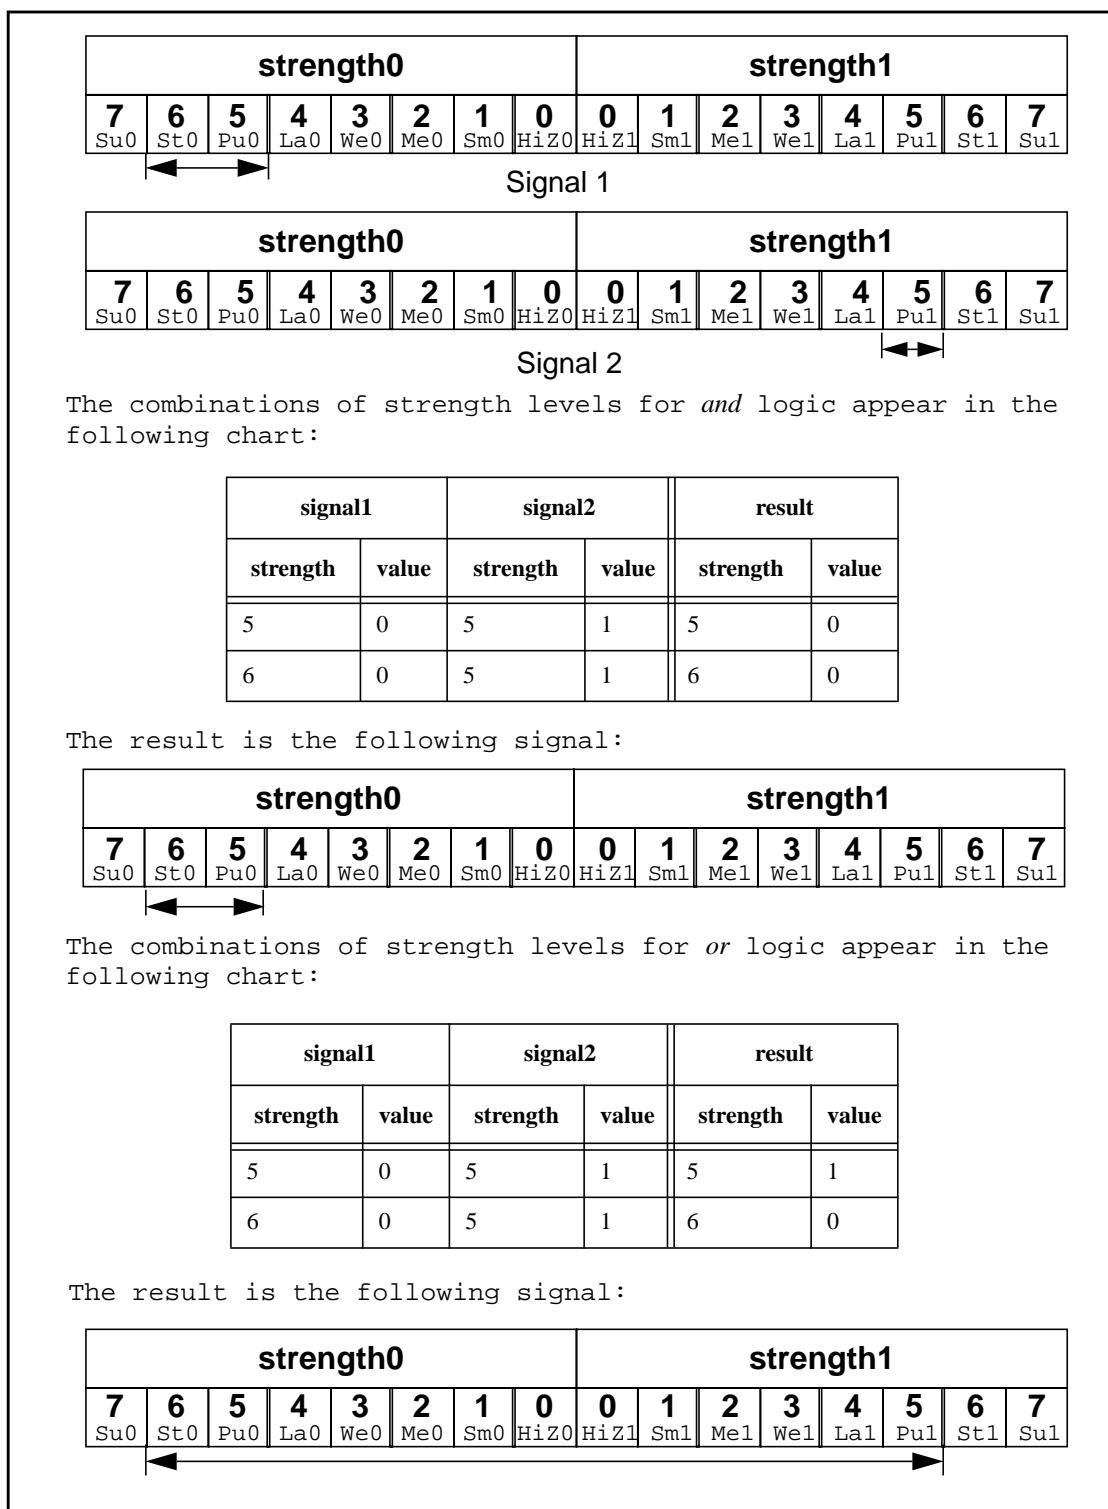 strength0 strength1
7 6 5 4 3 2 1 0 0 1 2 3 4 5 6 7
Su0 St0 Pu0 La0 We0 Me0 Sm0 HiZ0 HiZ1 Sm1 Me1 We1 La1 Pu1 St1 Su1
Signal 1
strength0 strength1
7 6 5 4 3 2 1 0 0 1 2 3 4 5 6 7
Su0 St0 Pu0 La0 We0 Me0 Sm0 HiZ0 HiZ1 Sm1 Me1 We1 La1 Pu1 St1 Su1
Signal 2
The combinations of strength levels for and logic appear in the
following chart:
signal1 signal2 result
strength value strength value strength value
5 0 5 1 5 0
6 0 5 1 6 0
The result is the following signal:
strength0 strength1
7 6 5 4 3 2 1 0 0 1 2 3 4 5 6 7
Su0 St0 Pu0 La0 We0 Me0 Sm0 HiZ0 HiZ1 Sm1 Me1 We1 La1 Pu1 St1 Su1
The combinations of strength levels for or logic appear in the
following chart:
signal1 signal2 result
strength value strength value strength value
5 0 5 1 5 1
6 0 5 1 6 0
The result is the following signal:
strength0 strength1
7 6 5 4 3 2 1 0 0 1 2 3 4 5 6 7
Su0 St0 Pu0 La0 We0 Me0 Sm0 HiZ0 HiZ1 Sm1 Me1 We1 La1 Pu1 St1 Su1